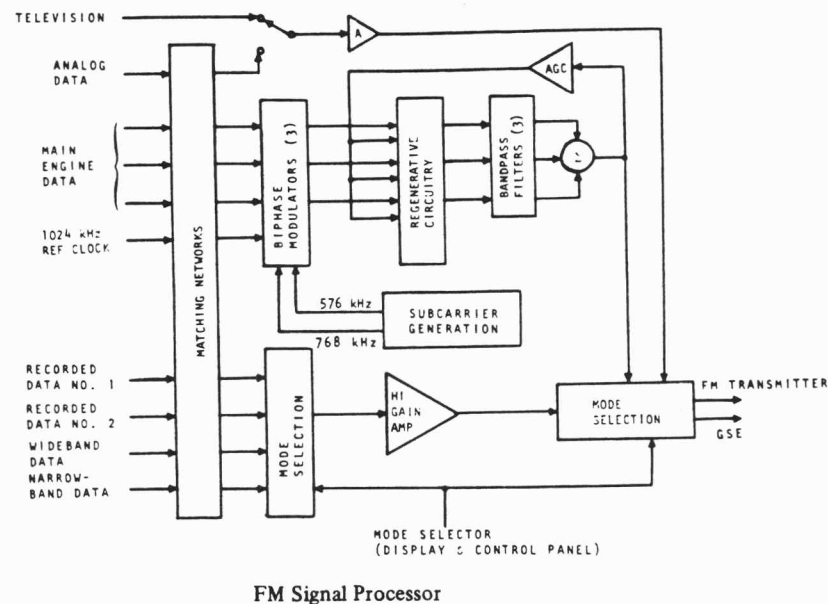 TELEVISION
A
ANALOG
DATA
AGC
MAIN
ENGINE
DATA
BIPHASE
MODULATORS (3)
REGENERATIVE
CIRCUITRY
BANDPASS
FILTERS (3)
Σ
1024 kHz
REF CLOCK
MATCHING NETWORKS
576 kHz
768 kHz
SUBCARRIER
GENERATION
RECORDED
DATA NO. 1
RECORDED
DATA NO. 2
WIDEBAND
DATA
NARROW-
BAND DATA
MODE
SELECTION
HI
GAIN
AMP
MODE
SELECTION
FM TRANSMITTER
GSE
MODE SELECTOR
(DISPLAY & CONTROL PANEL)
FM Signal Processor